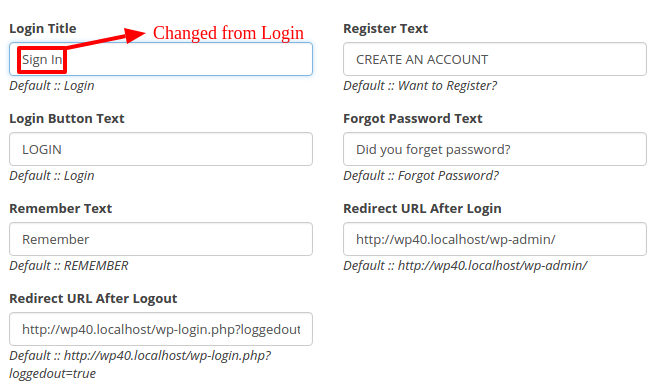 Login Title
Changed from Login
Sign In
Default :: Login
Register Text
CREATE AN ACCOUNT
Default :: Want to Register?
Login Button Text
LOGIN
Default :: Login
Forgot Password Text
Did you forget password?
Default :: Forgot Password?
Remember Text
Remember
Default :: REMEMBER
Redirect URL After Login
http://wp40.localhost/wp-admin/
Default :: http://wp40.localhost/wp-admin/
Redirect URL After Logout
http://wp40.localhost/wp-login.php?loggedout
Default :: http://wp40.localhost/wp-login.php?
loggedout=true